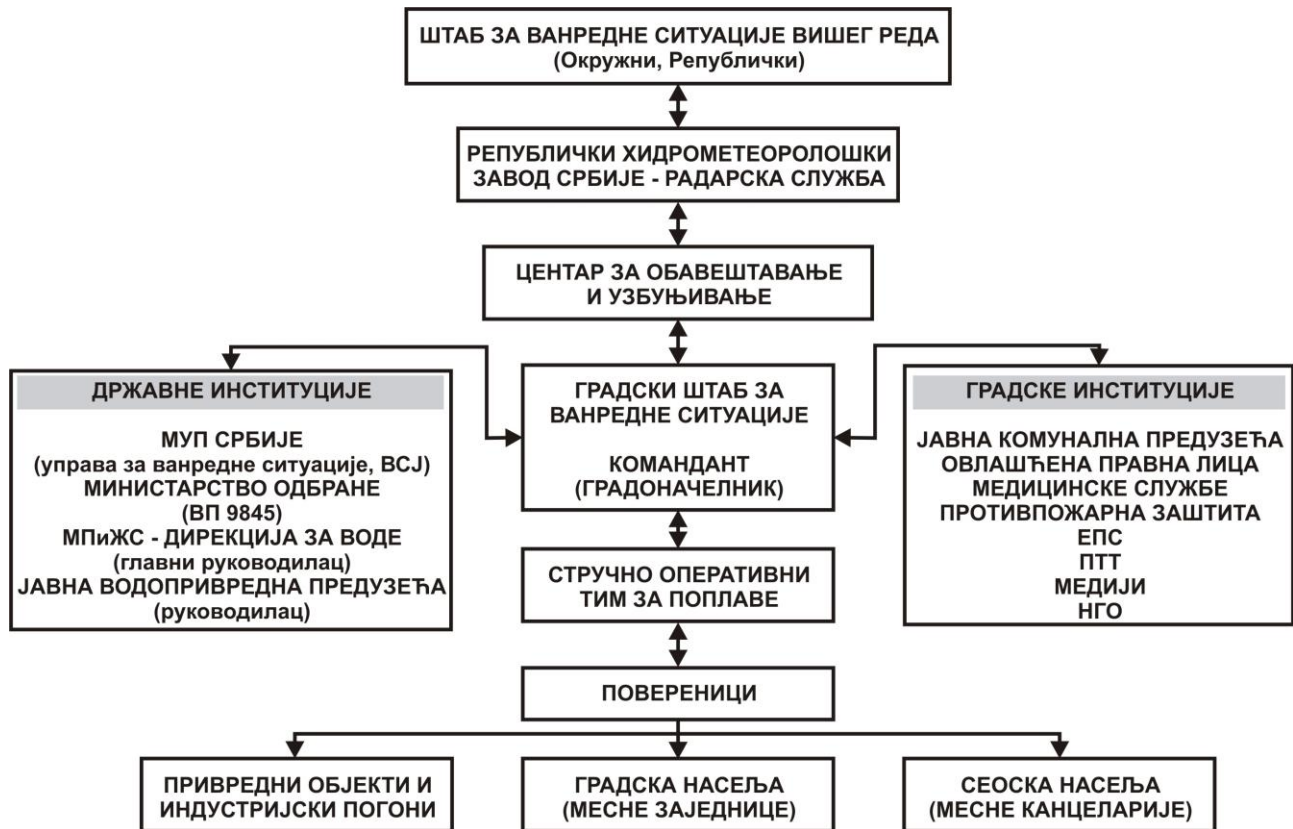 ШТАБ ЗА ВАНРЕДНЕ СИТУАЦИЈЕ ВИШЕГ РЕДА
(Окружни, Републички)
РЕПУБЛИЧКИ ХИДРОМЕТЕОРОЛОШКИ
ЗАВОД СРБИЈЕ - РАДАРСКА СЛУЖБА
ЦЕНТАР ЗА ОБАВЕШТАВАЊЕ
И УЗБУЊИВАЊЕ
ДРЖАВНЕ ИНСТИТУЦИЈЕ
МУП СРБИЈЕ
(управа за ванредне ситуације, ВСЈ)
МИНИСТАРСТВО ОДБРАНЕ
(ВП 9845)
МПиЖС - ДИРЕКЦИЈА ЗА ВОДЕ
(главни руководилац)
ЈАВНА ВОДОПРИВРЕДНА ПРЕДУЗЕЋА
(руководилац)
ГРАДСКИ ШТАБ ЗА
ВАНРЕДНЕ СИТУАЦИЈЕ
КОМАНДАНТ
(ГРАДОНАЧЕЛНИК)
ГРАДСКЕ ИНСТИТУЦИЈЕ
ЈАВНА КОМУНАЛНА ПРЕДУЗЕЋА
ОВЛАШЋЕНА ПРАВНА ЛИЦА
МЕДИЦИНСКЕ СЛУЖБЕ
ПРОТИВПОЖАРНА ЗАШТИТА
ЕПС
ПТТ
МЕДИЈИ
НГО
СТРУЧНО ОПЕРАТИВНИ
ТИМ ЗА ПОПЛАВЕ
ПОВЕРЕНИЦИ
ПРИВРЕДНИ ОБЈЕКТИ И
ИНДУСТРИЈСКИ ПОГОНИ
ГРАДСКА НАСЕЉА
(МЕСНЕ ЗАЈЕДНИЦЕ)
СЕОСКА НАСЕЉА
(МЕСНЕ КАНЦЕЛАРИЈЕ)